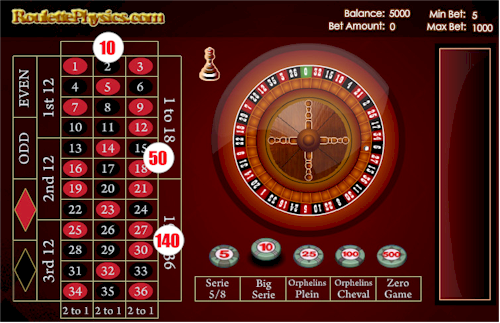 RoulettePhysics.com
Balance: 5000
Bet Amount: 0
Min Bet: 5
Max Bet: 1000
10
1 2 3
4 5 6
7 8 9
10 11 12
13 14 15
16 17 18
19 20 21
22 23 24
25 26 27
28 29 30
31 32 33
34 35 36
2 to 1 2 to 1 2 to 1
EVEN
ODD
1st 12
2nd 12
3rd 12
1 to 18
50
140
36
5 10 25 100 500
Serie 5/8
Big Serie
Orphelins Plein
Orphelins Cheval
Zero Game